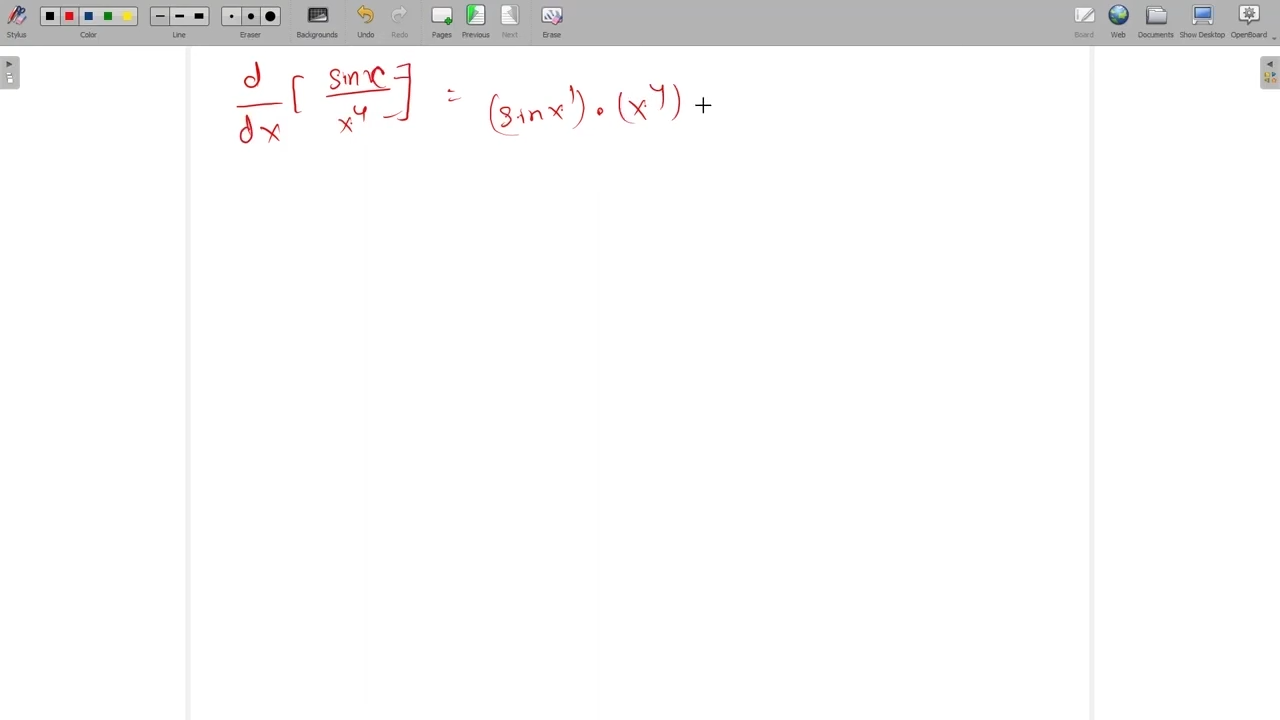 Stylus Color Line Eraser Backgrounds Undo Redo Pages Previous Next Erase Board Web Documents Show Desktop OpenBoard
d/dx [ sinx / x^4 ] = (sinx') · (x^4)